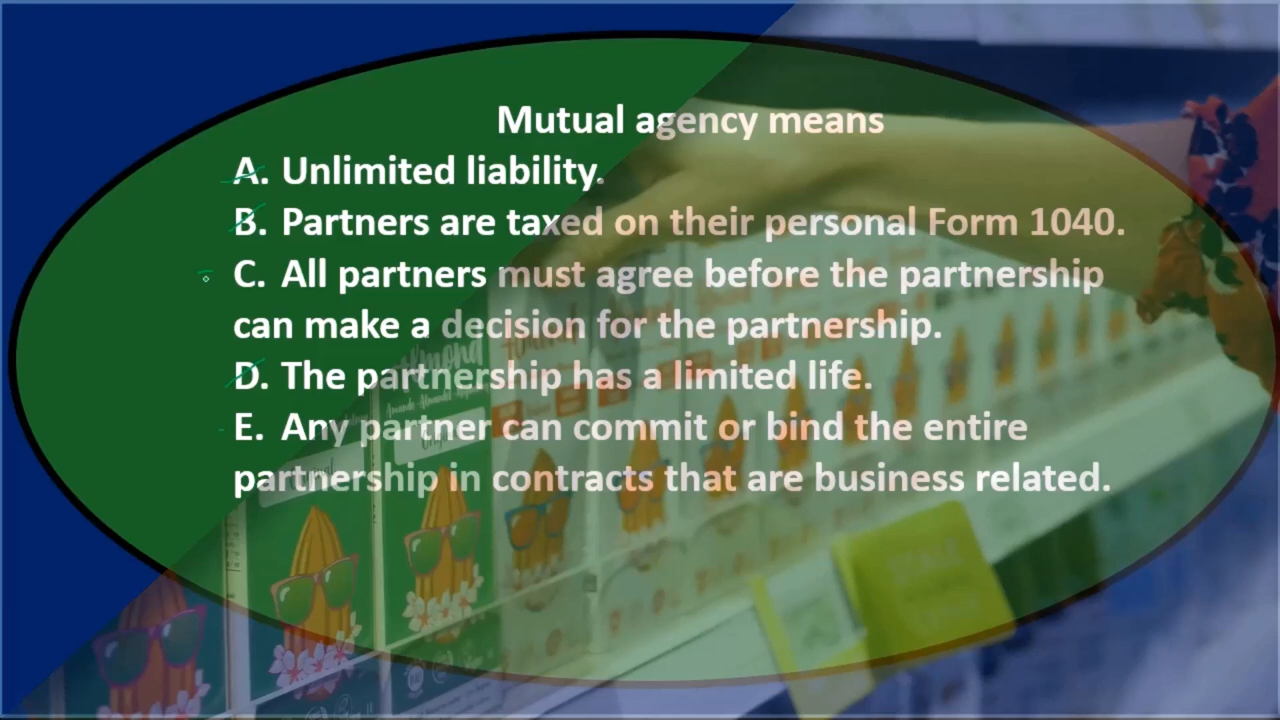 Mutual agency means
A. Unlimited liability.
B. Partners are taxed on their personal Form 1040.
C. All partners must agree before the partnership
can make a decision for the partnership.
D. The partnership has a limited life.
E. Any partner can commit or bind the entire
partnership in contracts that are business related.